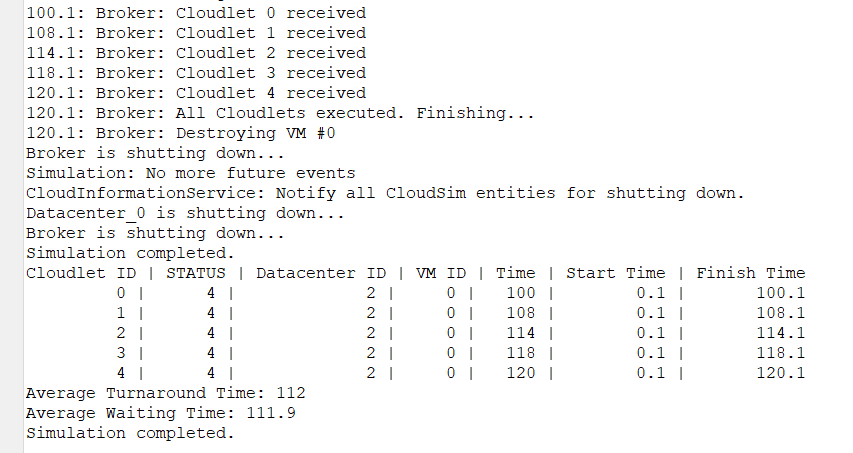 100.1: Broker: Cloudlet 0 received
108.1: Broker: Cloudlet 1 received
114.1: Broker: Cloudlet 2 received
118.1: Broker: Cloudlet 3 received
120.1: Broker: Cloudlet 4 received
120.1: Broker: All Cloudlets executed. Finishing...
120.1: Broker: Destroying VM #0
Broker is shutting down...
Simulation: No more future events
CloudInformationService: Notify all CloudSim entities for shutting down.
Datacenter_0 is shutting down...
Broker is shutting down...
Simulation completed.
Cloudlet ID | STATUS | Datacenter ID | VM ID | Time | Start Time | Finish Time
0 | 4 | 2 | 0 | 100 | 0.1 | 100.1
1 | 4 | 2 | 0 | 108 | 0.1 | 108.1
2 | 4 | 2 | 0 | 114 | 0.1 | 114.1
3 | 4 | 2 | 0 | 118 | 0.1 | 118.1
4 | 4 | 2 | 0 | 120 | 0.1 | 120.1
Average Turnaround Time: 112
Average Waiting Time: 111.9
Simulation completed.